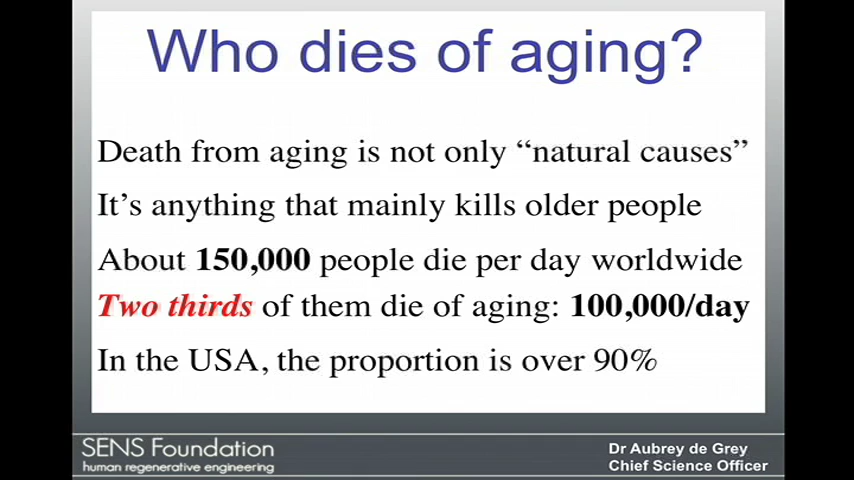 Who dies of aging?
Death from aging is not only “natural causes”
It’s anything that mainly kills older people
About 150,000 people die per day worldwide
Two thirds of them die of aging: 100,000/day
In the USA, the proportion is over 90%
SENS Foundation
human regenerative engineering
Dr Aubrey de Grey
Chief Science Officer